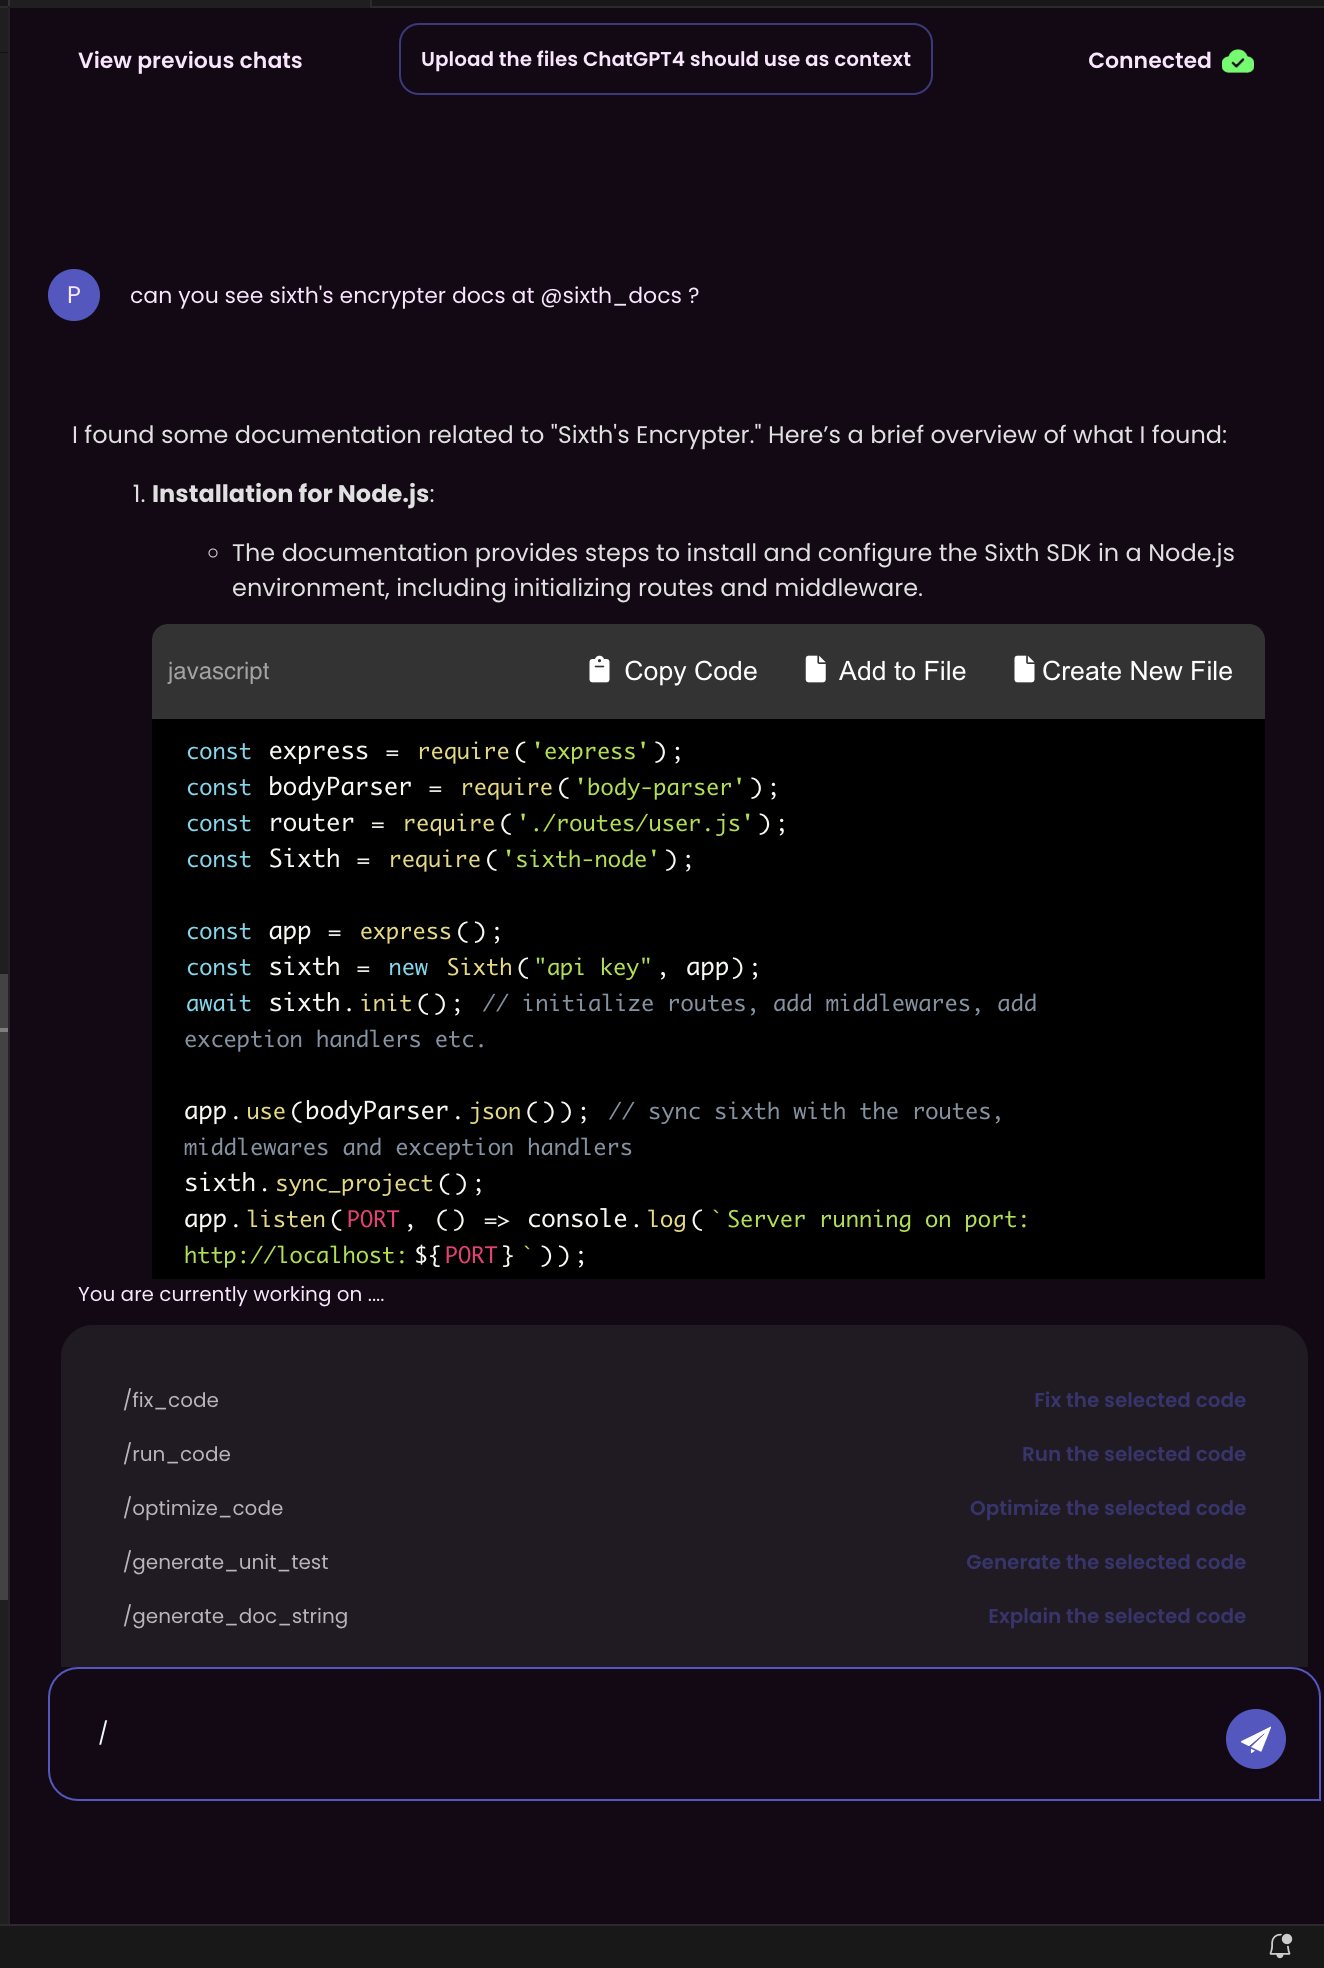 View previous chats
Upload the files ChatGPT4 should use as context
Connected
P
can you see sixth's encrypter docs at @sixth_docs ?
I found some documentation related to "Sixth's Encrypter." Here’s a brief overview of what I found:
1. Installation for Node.js:
The documentation provides steps to install and configure the Sixth SDK in a Node.js
environment, including initializing routes and middleware.
javascript
Copy Code
Add to File
Create New File
const express = require('express');
const bodyParser = require('body-parser');
const router = require('./routes/user.js');
const Sixth = require('sixth-node');
const app = express();
const sixth = new Sixth("api key", app);
await sixth.init(); // initialize routes, add middlewares, add
exception handlers etc.
app.use(bodyParser.json()); // sync sixth with the routes,
middlewares and exception handlers
sixth.sync_project();
app.listen(PORT, () => console.log(`Server running on port:
http://localhost:${PORT}`));
You are currently working on ....
/fix_code Fix the selected code
/run_code Run the selected code
/optimize_code Optimize the selected code
/generate_unit_test Generate the selected code
/generate_doc_string Explain the selected code
/